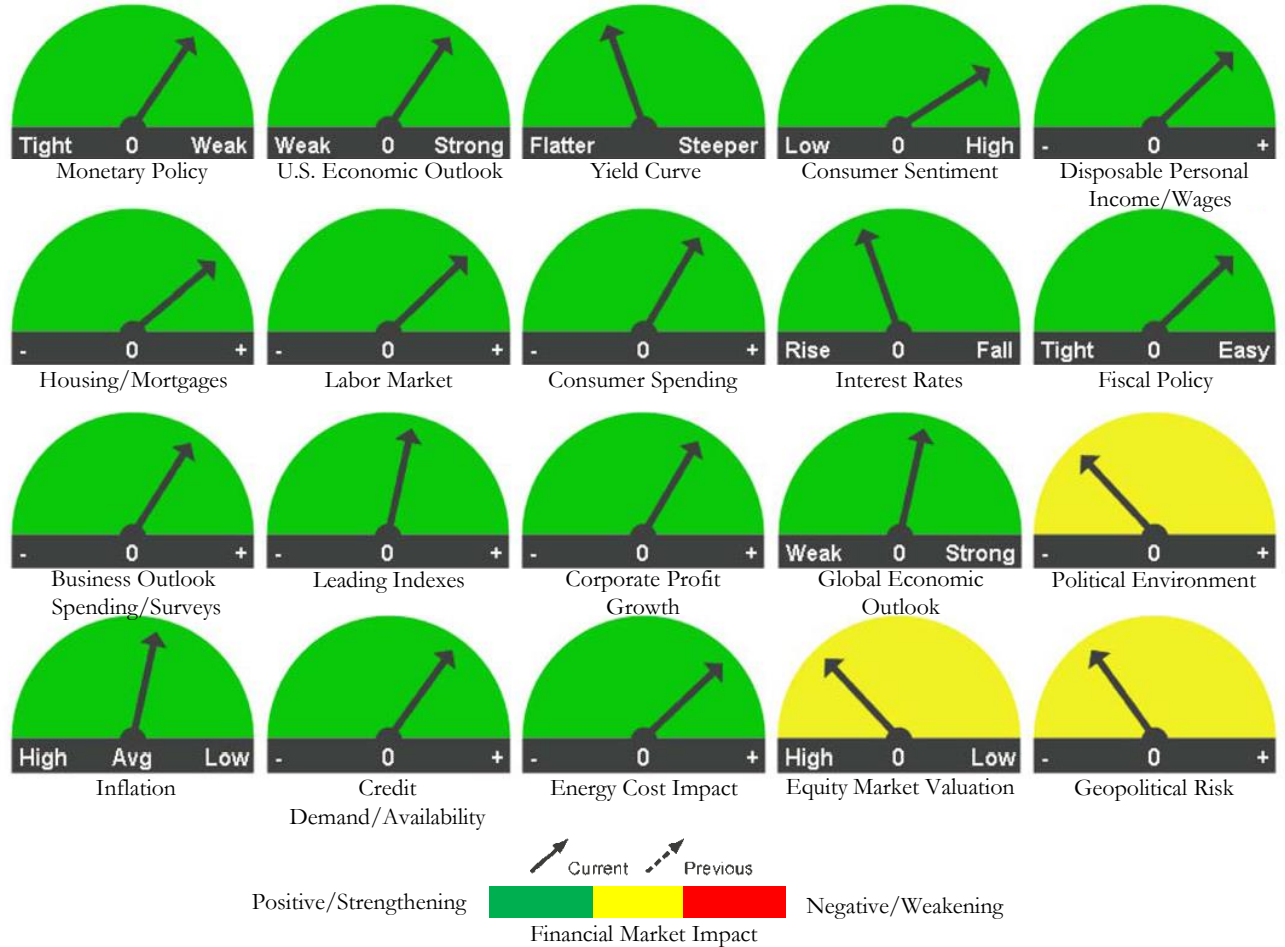 Tight 0 Weak
Monetary Policy
Weak 0 Strong
U.S. Economic Outlook
Flatter Steeper
Yield Curve
Low 0 High
Consumer Sentiment
- 0 +
Disposable Personal
Income/Wages
- 0 +
Housing/Mortgages
- 0 +
Labor Market
- 0 +
Consumer Spending
Rise 0 Fall
Interest Rates
Tight 0 Easy
Fiscal Policy
- 0 +
Business Outlook
Spending/Surveys
- 0 +
Leading Indexes
- 0 +
Corporate Profit
Growth
Weak 0 Strong
Global Economic
Outlook
- 0 +
Political Environment
High Avg Low
Inflation
- 0 +
Credit
Demand/Availability
- 0 +
Energy Cost Impact
High 0 Low
Equity Market Valuation
- 0 +
Geopolitical Risk
Current Previous
Positive/Strengthening Negative/Weakening
Financial Market Impact